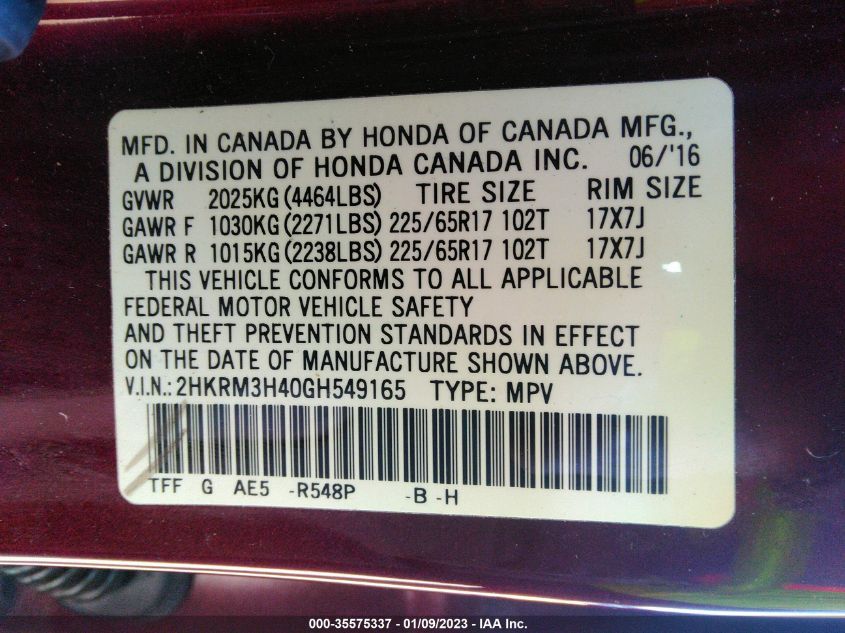 MFD. IN CANADA BY HONDA OF CANADA MFG.,
A DIVISION OF HONDA CANADA INC. 06/'16
GVWR 2025KG (4464LBS) TIRE SIZE RIM SIZE
GAWR F 1030KG (2271LBS) 225/65R17 102T 17X7J
GAWR R 1015KG (2238LBS) 225/65R17 102T 17X7J
THIS VEHICLE CONFORMS TO ALL APPLICABLE
FEDERAL MOTOR VEHICLE SAFETY
AND THEFT PREVENTION STANDARDS IN EFFECT
ON THE DATE OF MANUFACTURE SHOWN ABOVE.
V.I.N.: 2HKRM3H40GH549165 TYPE: MPV
TFF G AE5 -R548P -B -H
000-35575337 - 01/09/2023 - IAA Inc.